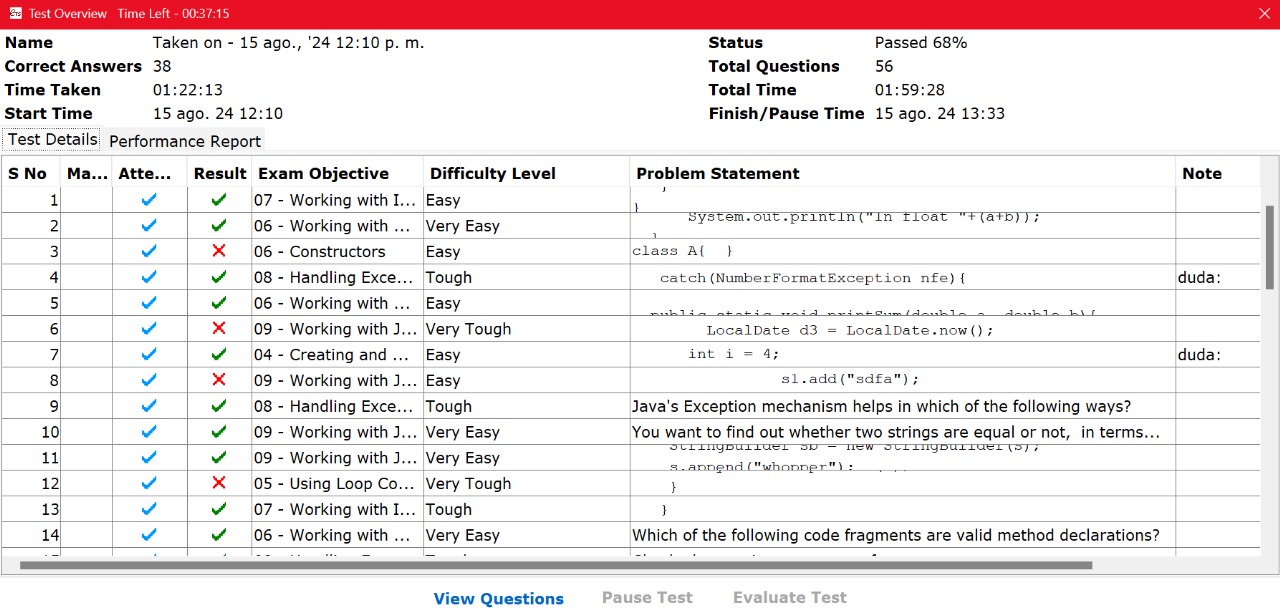 Test Overview Time Left - 00:37:15
Name Taken on - 15 ago., '24 12:10 p. m. Status Passed 68%
Correct Answers 38 Total Questions 56
Time Taken 01:22:13 Total Time 01:59:28
Start Time 15 ago. 24 12:10 Finish/Pause Time 15 ago. 24 13:33
Test Details Performance Report
S No Ma... Atte... Result Exam Objective Difficulty Level Problem Statement Note
1 07 - Working with I... Easy }
2 06 - Working with ... Very Easy System.out.println("In float "+(a+b));
3 06 - Constructors Easy class A{ }
4 08 - Handling Exce... Tough catch(NumberFormatException nfe){ duda:
5 06 - Working with ... Easy public static void printSum(double a, double b){
6 09 - Working with J... Very Tough LocalDate d3 = LocalDate.now();
7 04 - Creating and ... Easy int i = 4; duda:
8 09 - Working with J... Easy sl.add("sdfa");
9 08 - Handling Exce... Tough Java's Exception mechanism helps in which of the following ways?
10 09 - Working with J... Very Easy You want to find out whether two strings are equal or not, in terms...
11 09 - Working with J... Very Easy StringBuilder sb = new StringBuilder(s);
s.append("whopper");
12 05 - Using Loop Co... Very Tough }
13 07 - Working with I... Tough }
14 06 - Working with ... Very Easy Which of the following code fragments are valid method declarations?
View Questions Pause Test Evaluate Test